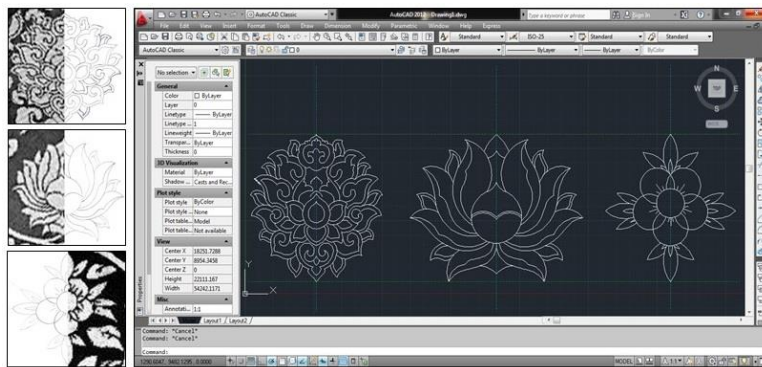 AutoCAD Classic
AutoCAD 2012 Drawing1.dwg
Type a keyword or phrase
Sign In
File Edit View Insert Format Tools Draw Dimension Modify Parametric Window Help Express
Standard
ISO-25
Standard
Standard
AutoCAD Classic
0
ByLayer
ByLayer
ByLayer
ByColor
No selection
General
Color ByLayer
Layer 0
Linetype ByLayer
Linetype ... 1
Lineweight ByLayer
Transpar... ByLayer
Thickness 0
3D Visualization
Material ByLayer
Shadow ... Casts and Rec...
Plot style
Plot style ByColor
Plot style ... None
Plot table... Model
Plot table... Not available
View
Center X 18251.7288
Center Y 8954.3458
Center Z 0
Height 22111.167
Width 54242.1171
Misc
Annotati... 1:1
Properties
N
W TOP E
S
Y
X
Layout1 Layout2
Command: *Cancel*
Command: *Cancel*
Command:
MODEL
1:1